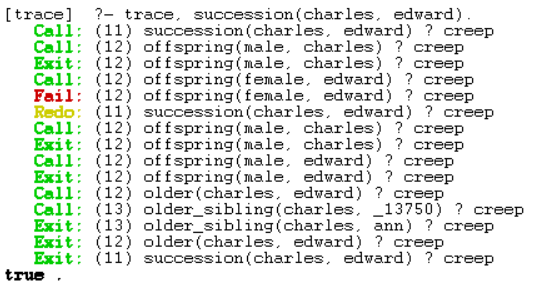 [trace]  ?- trace, succession(charles, edward).
   Call: (11) succession(charles, edward) ? creep
   Call: (12) offspring(male, charles) ? creep
   Exit: (12) offspring(male, charles) ? creep
   Call: (12) offspring(female, edward) ? creep
   Fail: (12) offspring(female, edward) ? creep
   Redo: (11) succession(charles, edward) ? creep
   Call: (12) offspring(male, charles) ? creep
   Exit: (12) offspring(male, charles) ? creep
   Call: (12) offspring(male, edward) ? creep
   Exit: (12) offspring(male, edward) ? creep
   Call: (12) older(charles, edward) ? creep
   Call: (13) older_sibling(charles, _13750) ? creep
   Exit: (13) older_sibling(charles, ann) ? creep
   Exit: (12) older(charles, edward) ? creep
   Exit: (11) succession(charles, edward) ? creep
true .